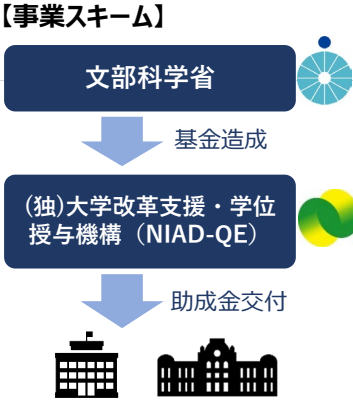 【事業スキーム】
文部科学省
基金造成
(独)大学改革支援・学位
授与機構（NIAD-QE）
助成金交付